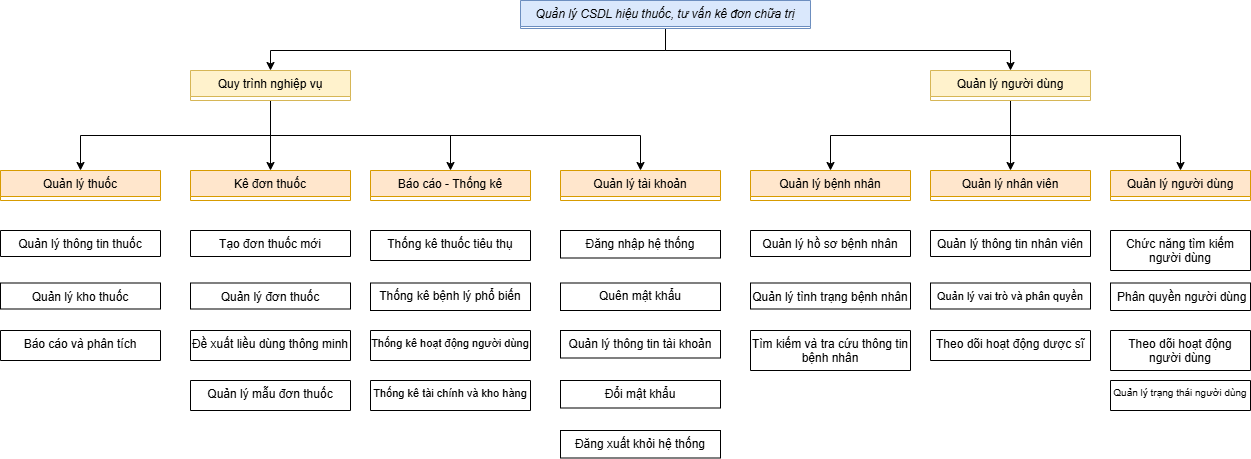 Quản lý CSDL hiệu thuốc, tư vấn kê đơn chữa trị
Quy trình nghiệp vụ
Quản lý người dùng
Quản lý thuốc
Kê đơn thuốc
Báo cáo - Thống kê
Quản lý tài khoản
Quản lý bệnh nhân
Quản lý nhân viên
Quản lý người dùng
Quản lý thông tin thuốc
Tạo đơn thuốc mới
Thống kê thuốc tiêu thụ
Đăng nhập hệ thống
Quản lý hồ sơ bệnh nhân
Quản lý thông tin nhân viên
Chức năng tìm kiếm
người dùng
Quản lý kho thuốc
Quản lý đơn thuốc
Thống kê bệnh lý phổ biến
Quên mật khẩu
Quản lý tình trạng bệnh nhân
Quản lý vai trò và phân quyền
Phân quyền người dùng
Báo cáo và phân tích
Đề xuất liều dùng thông minh
Thống kê hoạt động người dùng
Quản lý thông tin tài khoản
Tìm kiếm và tra cứu thông tin
bệnh nhân
Theo dõi hoạt động dược sĩ
Theo dõi hoạt động
người dùng
Quản lý mẫu đơn thuốc
Thống kê tài chính và kho hàng
Đổi mật khẩu
Quản lý trạng thái người dùng
Đăng xuất khỏi hệ thống